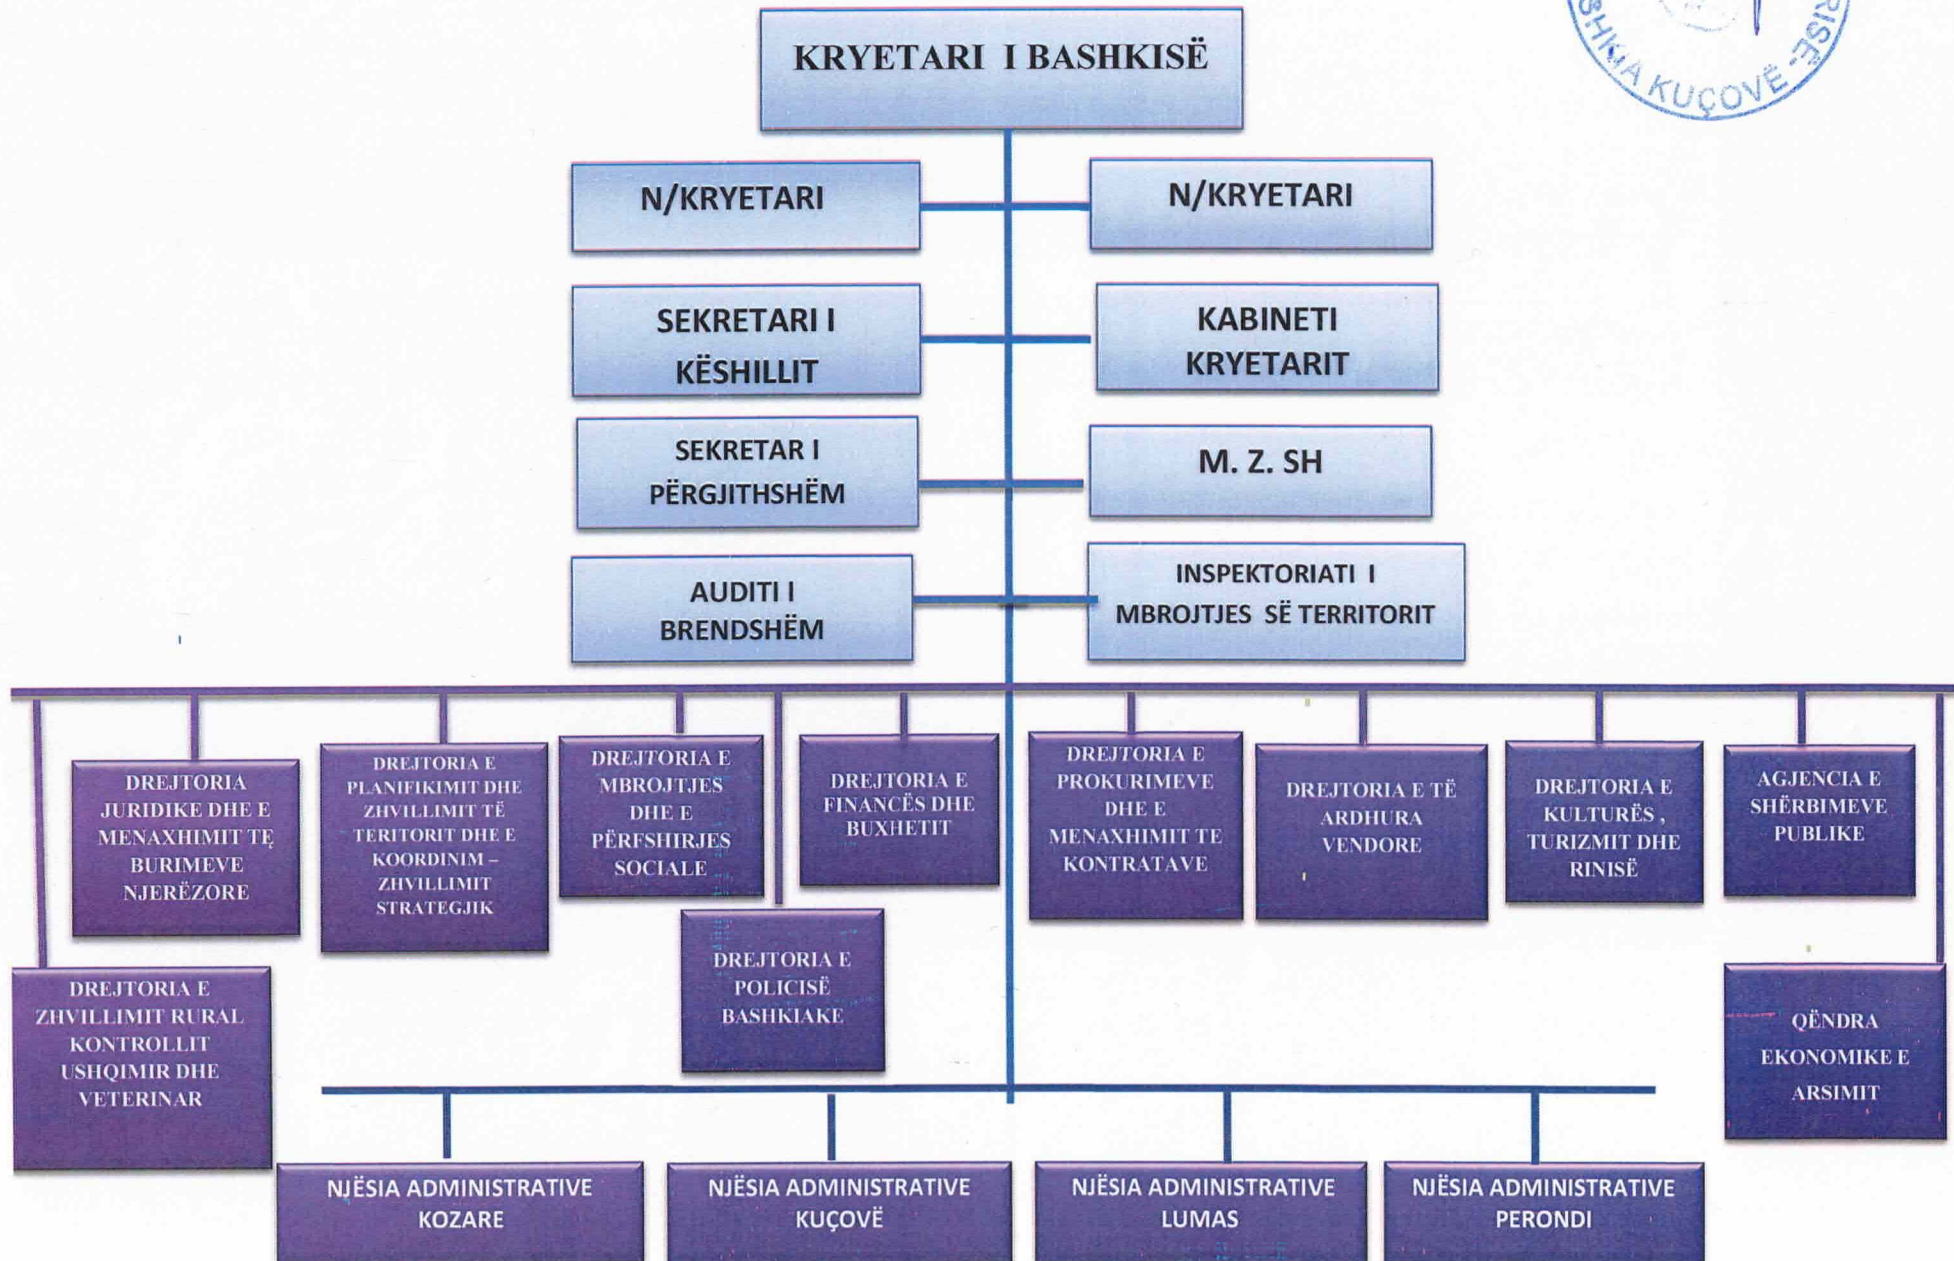 KRYETARI I BASHKISË
BASHKIA KUÇOVË
N/KRYETARI
N/KRYETARI
SEKRETARI I
KËSHILLIT
KABINETI
KRYETARIT
SEKRETAR I
PËRGJITHSHËM
M. Z. SH
AUDITI I
BRENDSHËM
INSPEKTORIATI I
MBROJTJES SË TERRITORIT
DREJTORIA
JURIDIKE DHE E
MENAXHIMIT TË
BURIMEVE
NJERËZORE
DREJTORIA E
PLANIFIKIMIT DHE
ZHVILLIMIT TË
TERITORIT DHE E
KOORDINIM –
ZHVILLIMIT
STRATEGJIK
DREJTORIA E
MBROJTJES
DHE E
PËRFSHIRJES
SOCIALE
DREJTORIA E
FINANCËS DHE
BUXHETIT
DREJTORIA E
PROKURIMEVE
DHE E
MENAXHIMIT TE
KONTRATAVE
DREJTORIA E TË
ARDHURA
VENDORE
DREJTORIA E
KULTURËS ,
TURIZMIT DHE
RINISË
AGJENCIA E
SHËRBIMEVE
PUBLIKE
DREJTORIA E
ZHVILLIMIT RURAL
KONTROLLIT
USHQIMIR DHE
VETERINAR
DREJTORIA E
POLICISË
BASHKIAKE
QËNDRA
EKONOMIKE E
ARSIMIT
NJËSIA ADMINISTRATIVE
KOZARE
NJËSIA ADMINISTRATIVE
KUÇOVË
NJËSIA ADMINISTRATIVE
LUMAS
NJËSIA ADMINISTRATIVE
PERONDI